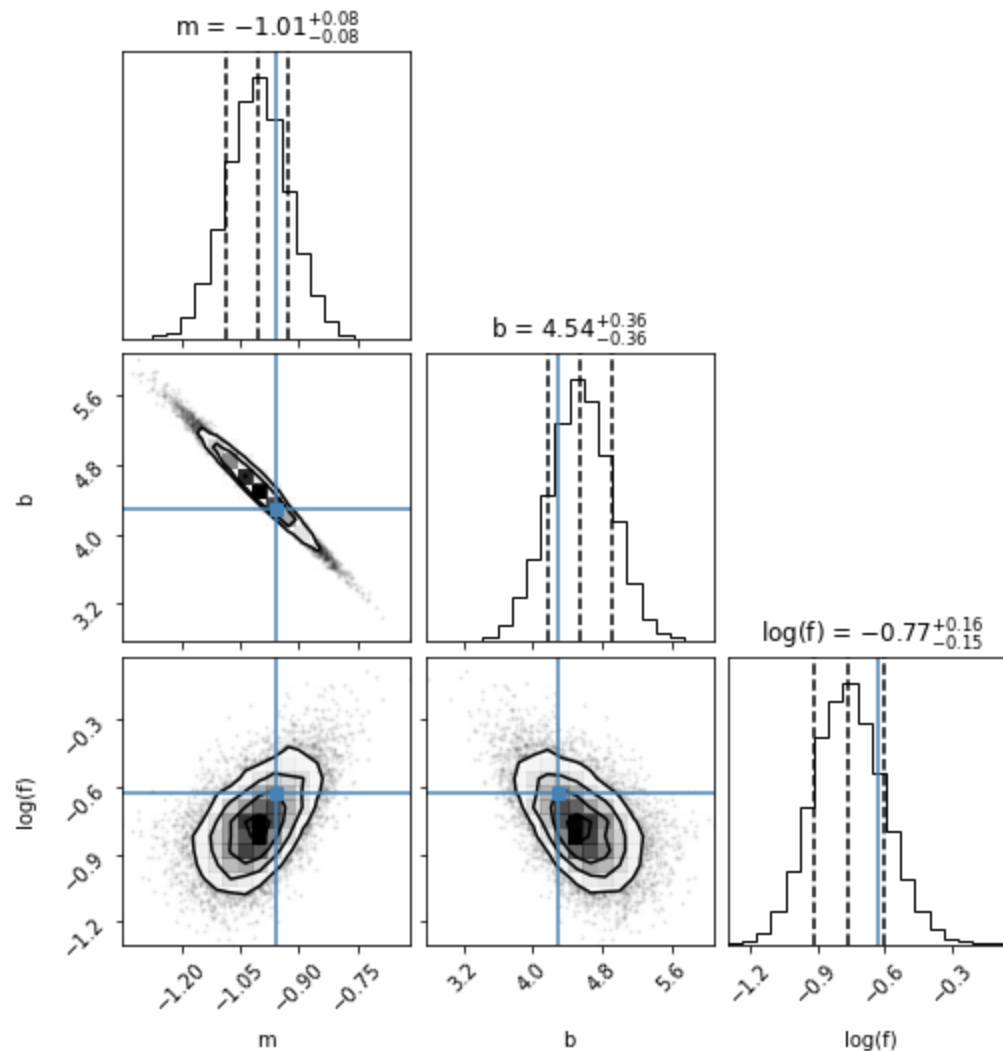 m = −1.01 +0.08 −0.08
b = 4.54 +0.36 −0.36
5.6
4.8
4.0
3.2
b
log(f) = −0.77 +0.16 −0.15
−0.3
−0.6
−0.9
−1.2
log(f)
−1.20 −1.05 −0.90 −0.75
3.2 4.0 4.8 5.6
−1.2 −0.9 −0.6 −0.3
m b log(f)